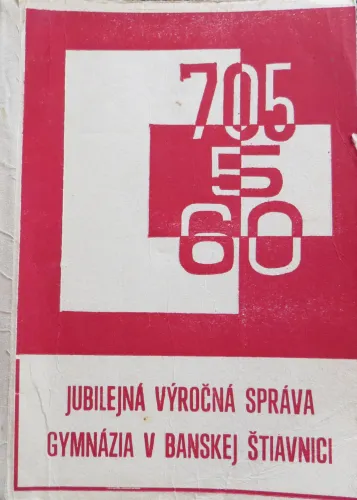 705
5
60
JUBILEJNÁ VÝROČNÁ SPRÁVA
GYMNÁZIA V BANSKEJ ŠTIAVNICI